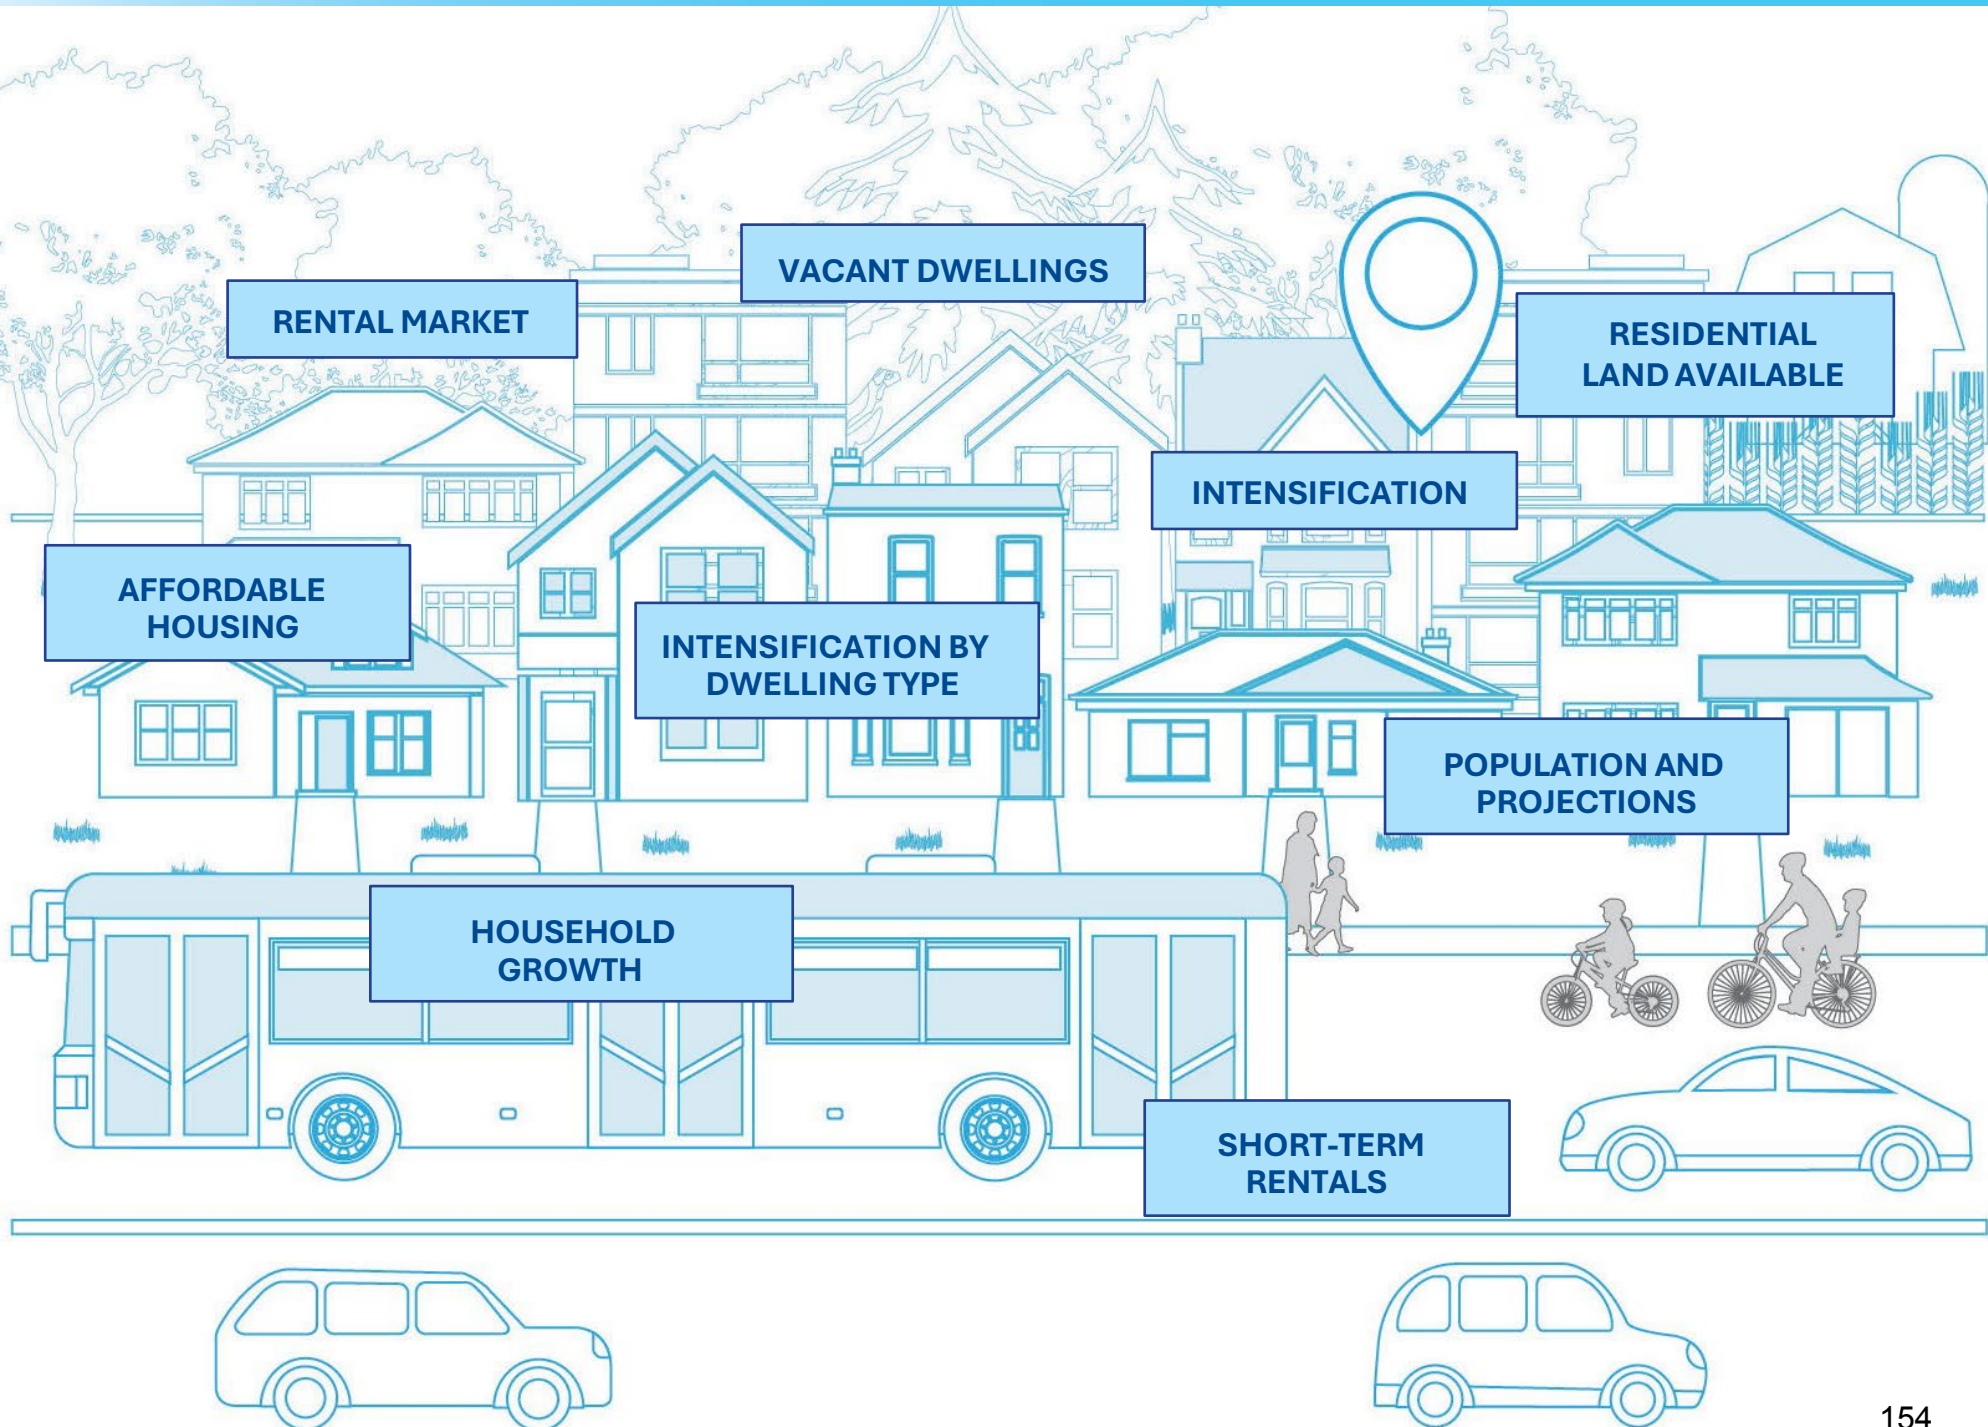 VACANT DWELLINGS
RENTAL MARKET
RESIDENTIAL
LAND AVAILABLE
INTENSIFICATION
AFFORDABLE
HOUSING
INTENSIFICATION BY
DWELLING TYPE
POPULATION AND
PROJECTIONS
HOUSEHOLD
GROWTH
SHORT-TERM
RENTALS
154